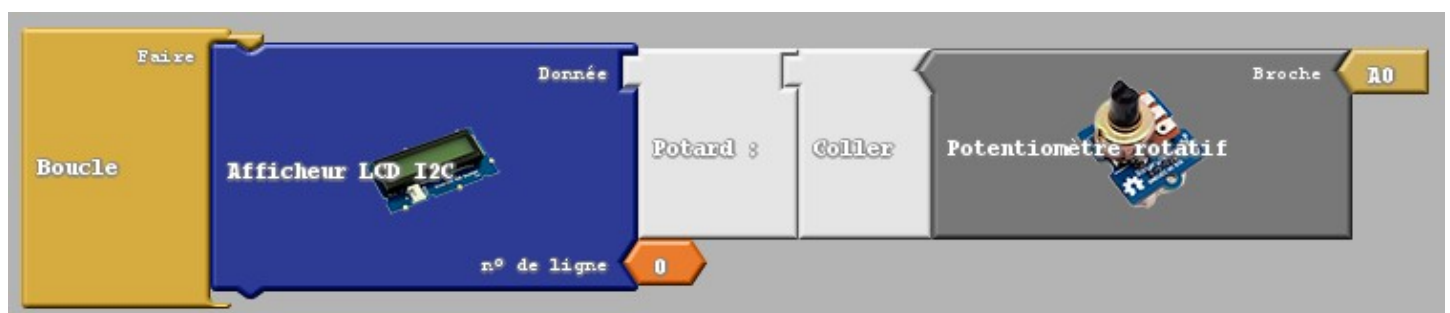 Faire
Donnée
Broche
A0
Boucle
Afficheur LCD I2C
Potard :
Coller
Potentiomètre rotatif
n° de ligne
0